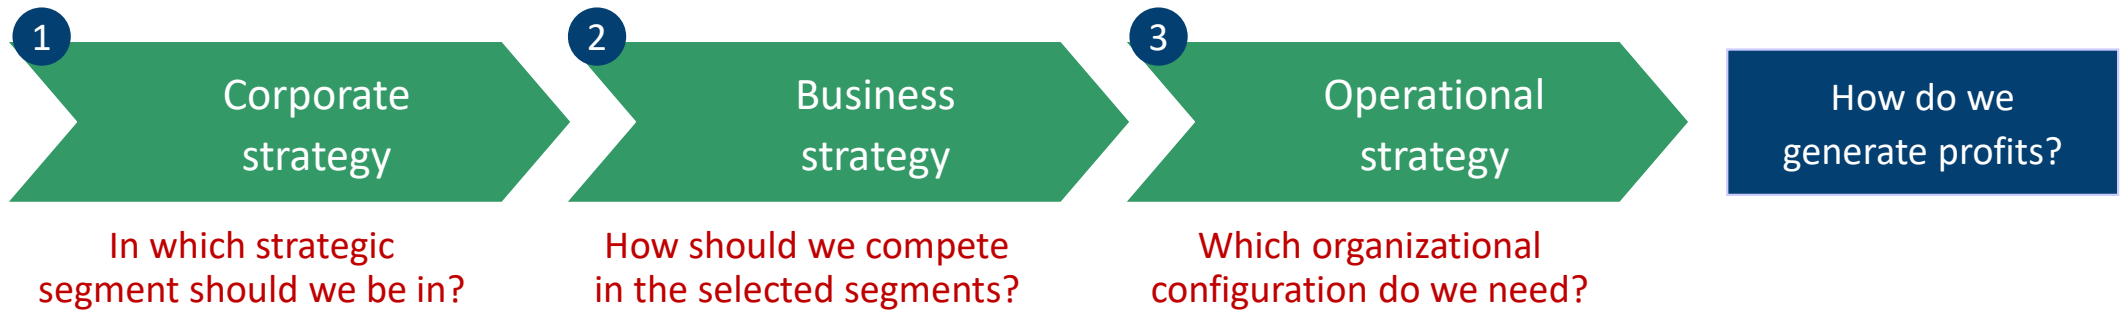 1
Corporate
strategy
In which strategic
segment should we be in?
2
Business
strategy
How should we compete
in the selected segments?
3
Operational
strategy
Which organizational
configuration do we need?
How do we
generate profits?